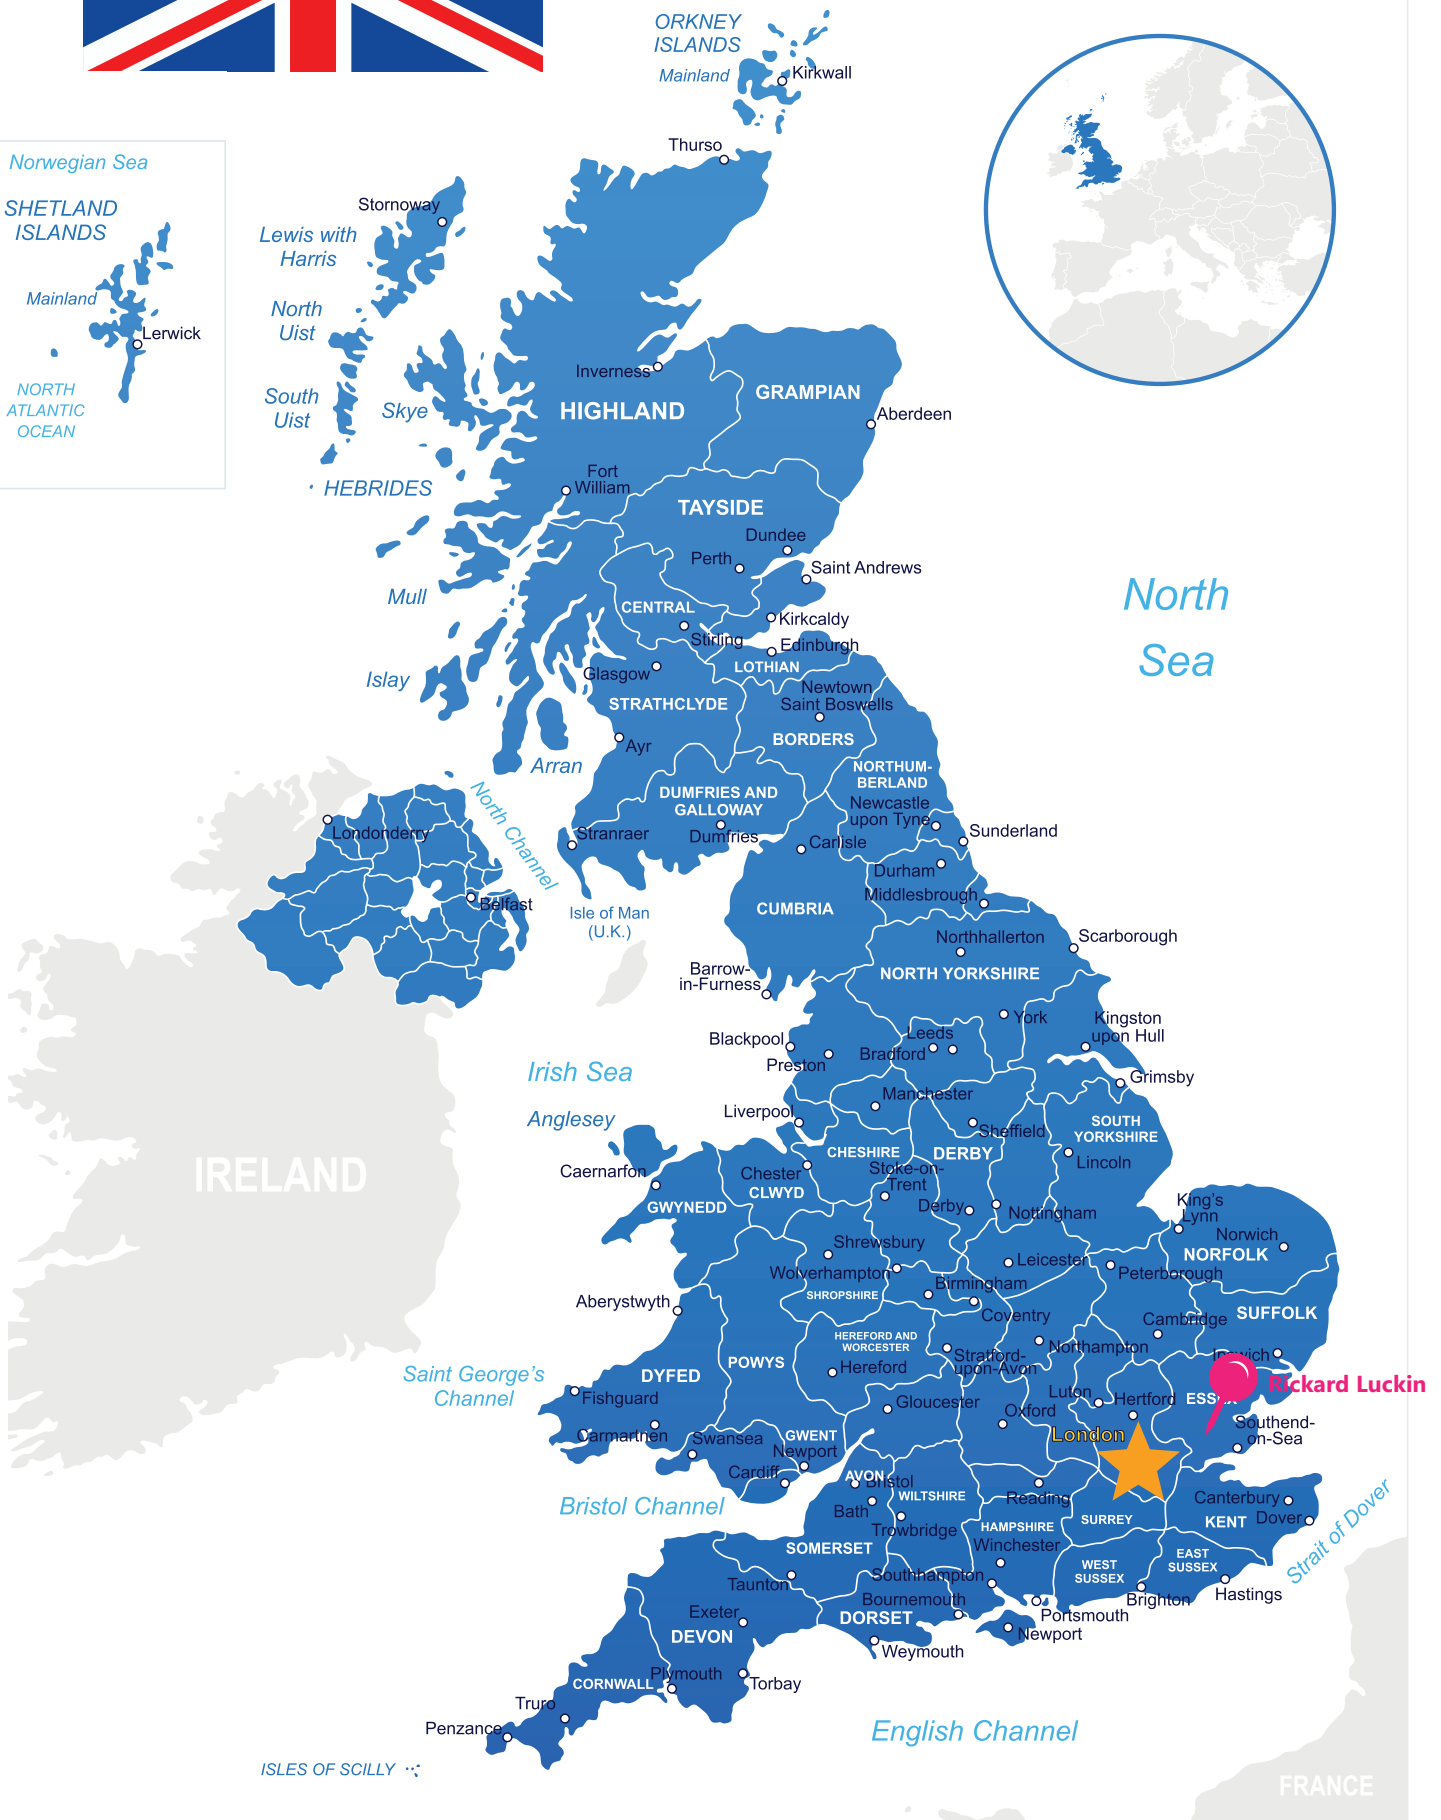 ORKNEY
ISLANDS
Mainland
Kirkwall
Thurso
Norwegian Sea
SHETLAND
ISLANDS
Mainland
Lerwick
NORTH
ATLANTIC
OCEAN
Stornoway
Lewis with
Harris
North
Uist
South
Uist
Skye
HEBRIDES
Inverness
HIGHLAND
GRAMPIAN
Aberdeen
Fort
William
TAYSIDE
Dundee
Perth
Saint Andrews
Mull
CENTRAL
Kirkcaldy
Stirling
Edinburgh
LOTHIAN
Islay
Glasgow
STRATHCLYDE
Newtown
Saint Boswells
BORDERS
Ayr
Arran
North
Sea
NORTHUM-
BERLAND
DUMFRIES AND
GALLOWAY
Newcastle
upon Tyne
Sunderland
North Channel
Londonderry
Stranraer
Dumfries
Carlisle
Durham
Middlesbrough
Belfast
Isle of Man
(U.K.)
CUMBRIA
Northhallerton
Scarborough
NORTH YORKSHIRE
Barrow-
in-Furness
York
Kingston
upon Hull
Blackpool
Leeds
Bradford
Preston
Irish Sea
Grimsby
Manchester
Anglesey
Liverpool
Sheffield
SOUTH
YORKSHIRE
CHESHIRE
DERBY
Lincoln
IRELAND
Caernarfon
Chester
CLWYD
Stoke-on-
Trent
GWYNEDD
Derby
Nottingham
King's
Lynn
Norwich
NORFOLK
Shrewsbury
Leicester
Wolverhampton
Peterborough
Birmingham
SHROPSHIRE
Aberystwyth
Coventry
Cambridge
SUFFOLK
HEREFORD AND
WORCESTER
Stratford-
upon-Avon
Northampton
Ipswich
POWYS
Hereford
Saint George's
Channel
DYFED
Fishguard
Rickard Luckin
Luton
Hertford
ESSEX
Gloucester
Oxford
Southend-
on-Sea
Carmarthen
Swansea
GWENT
Newport
London
Cardiff
AVON
Bristol
Bristol Channel
WILTSHIRE
Reading
Canterbury
Bath
Trowbridge
HAMPSHIRE
SURREY
KENT
Dover
Strait of Dover
SOMERSET
Winchester
WEST
SUSSEX
EAST
SUSSEX
Taunton
Southhampton
Bournemouth
Brighton
Hastings
Exeter
DORSET
Portsmouth
DEVON
Newport
Weymouth
Plymouth
CORNWALL
Torbay
Truro
Penzance
English Channel
ISLES OF SCILLY
FRANCE